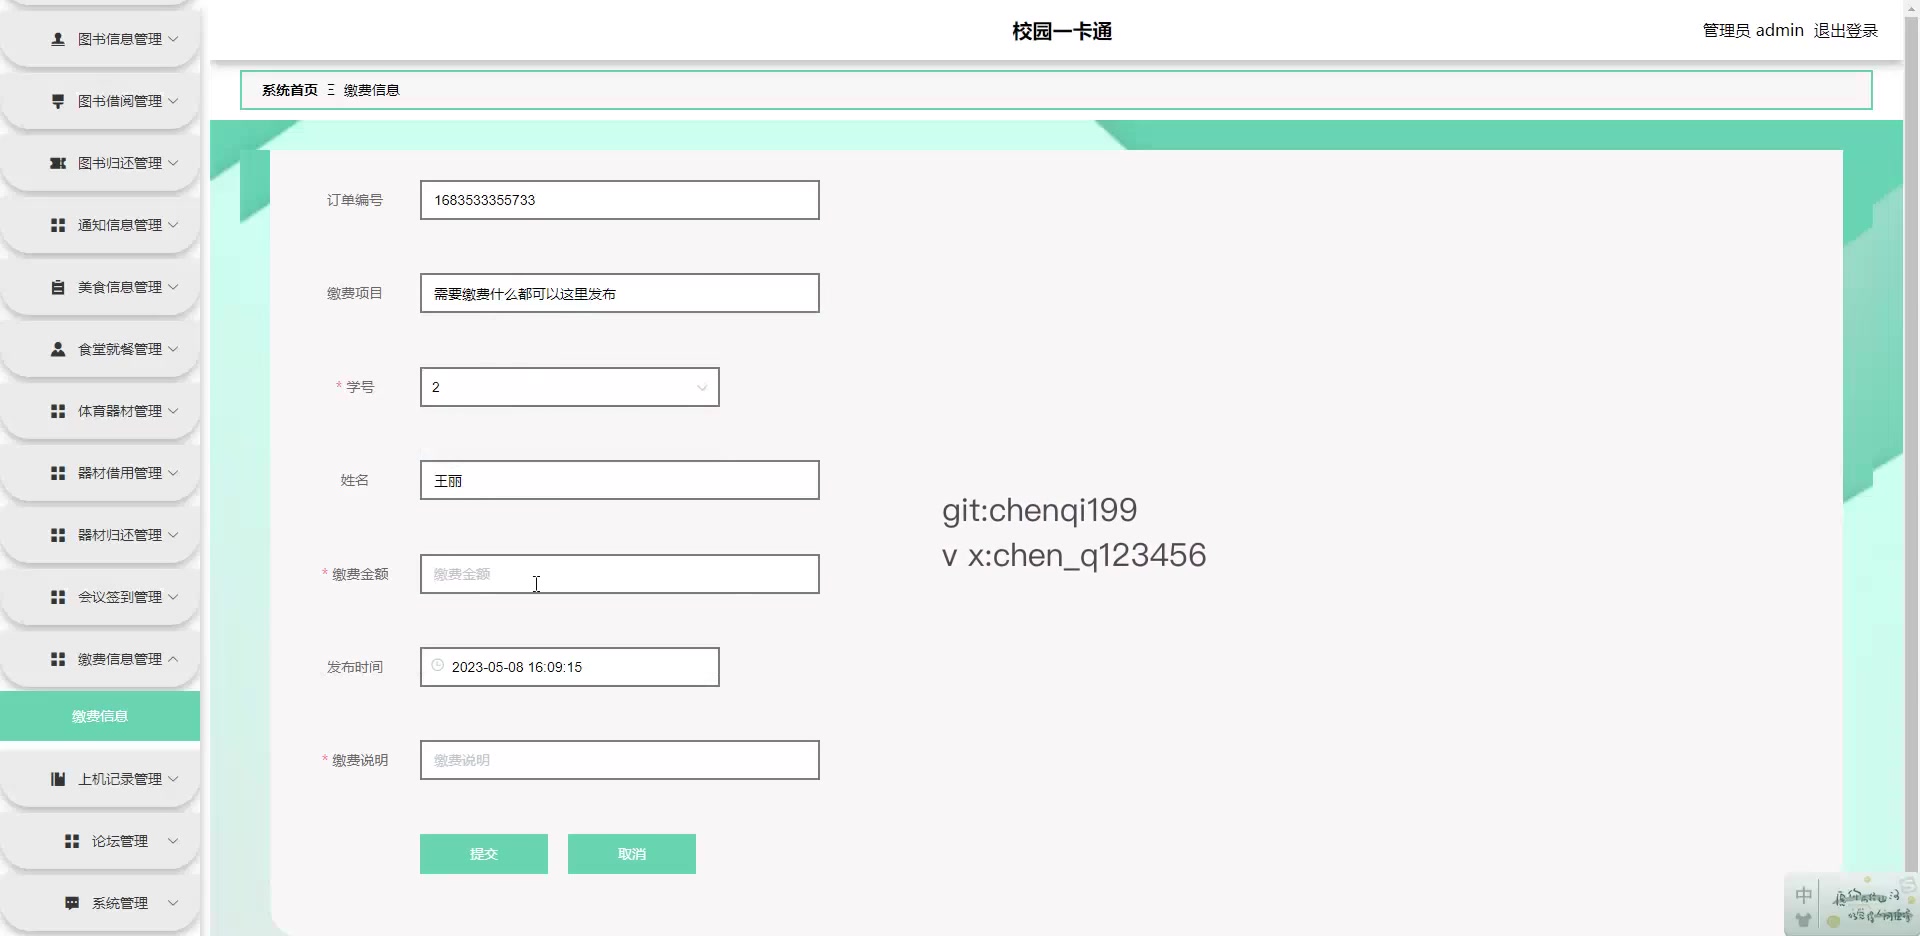 校园一卡通
管理员 admin 退出登录
系统首页 Ξ 缴费信息
图书信息管理
图书借阅管理
图书归还管理
通知信息管理
美食信息管理
食堂就餐管理
体育器材管理
器材借用管理
器材归还管理
会议签到管理
缴费信息管理
缴费信息
上机记录管理
论坛管理
系统管理
订单编号 1683533355733
缴费项目 需要缴费什么都可以这里发布
* 学号 2
姓名 王丽
* 缴费金额 缴费金额
发布时间 2023-05-08 16:09:15
* 缴费说明 缴费说明
提交 取消
git:chenqi199
v x:chen_q123456
中